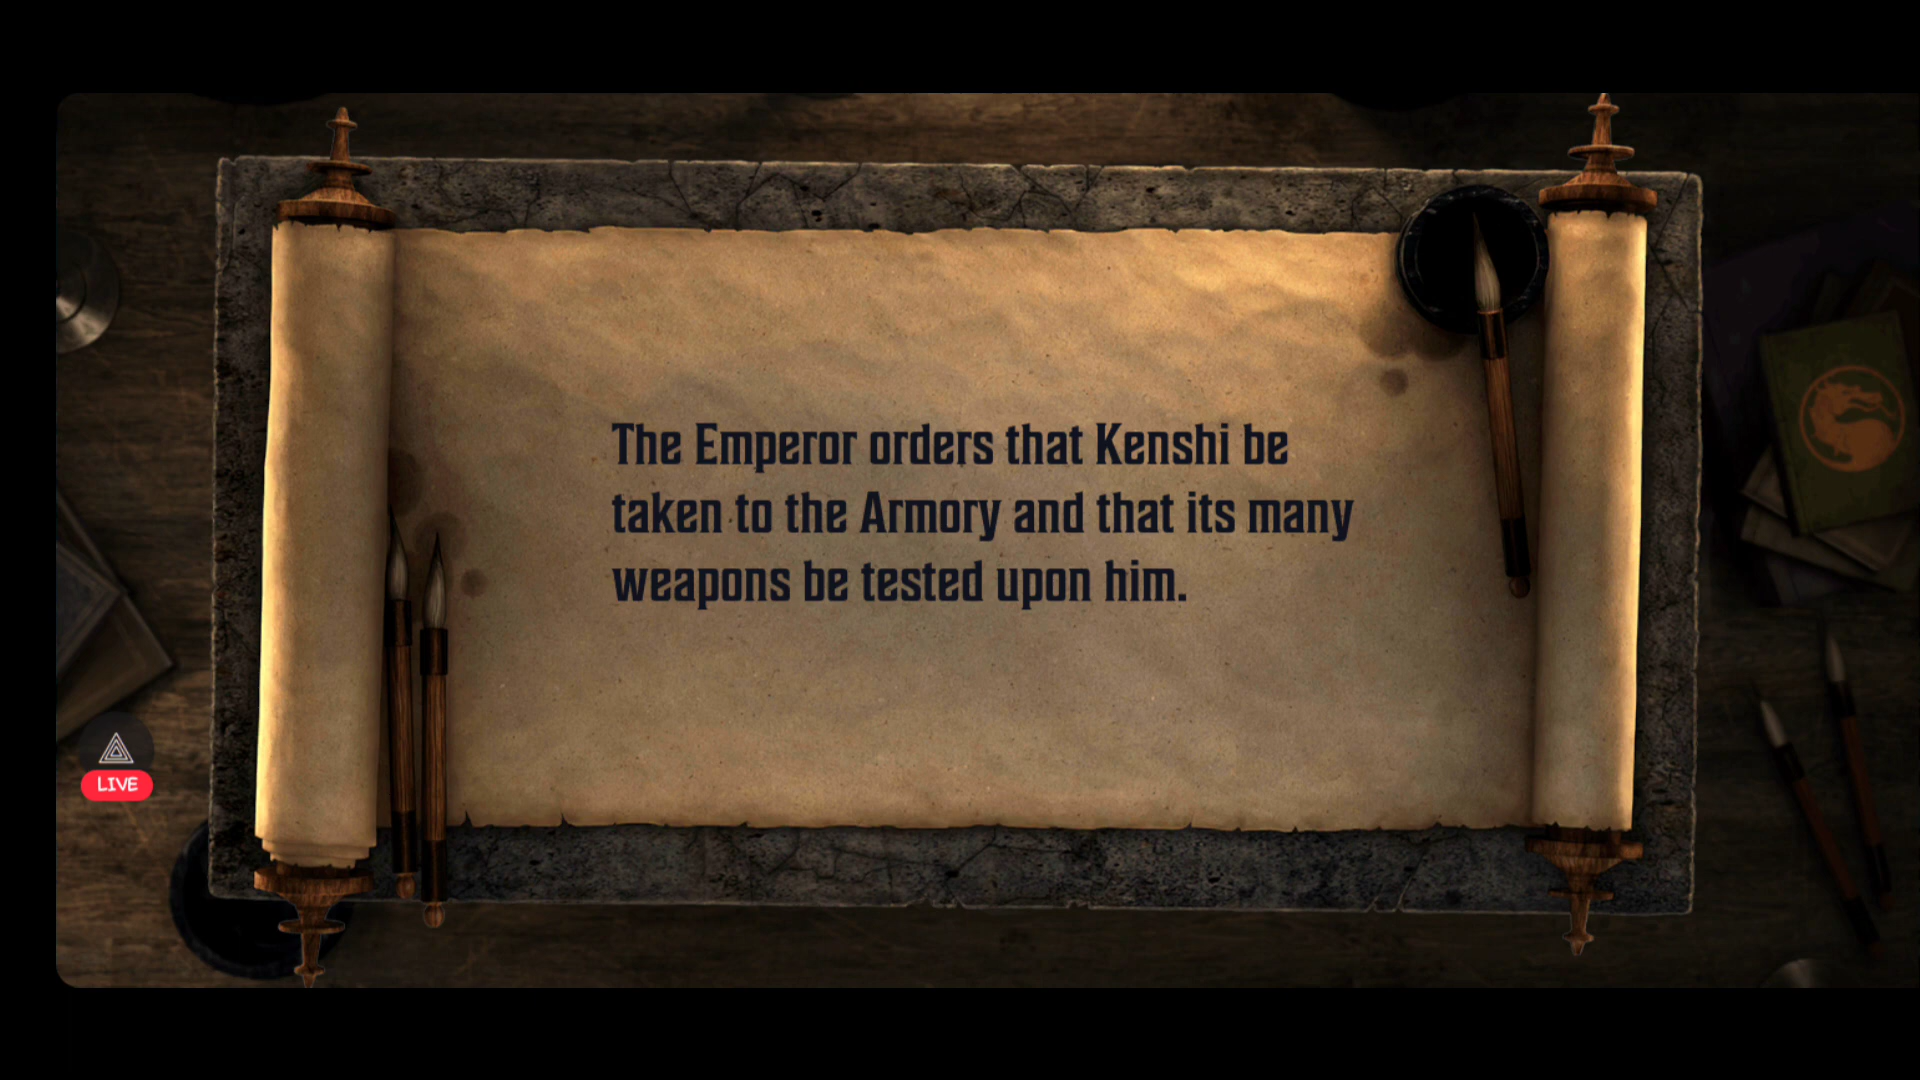 The Emperor orders that Kenshi be
taken to the Armory and that its many
weapons be tested upon him.
LIVE